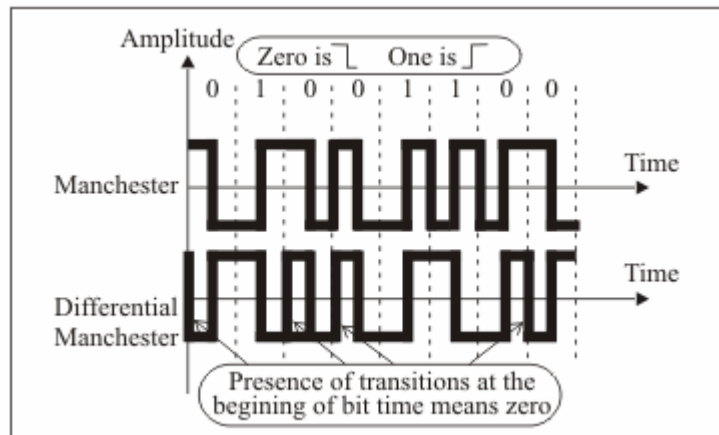 Amplitude
Zero is One is
0 1 0 0 1 1 0 0
Time
Manchester
Time
Differential
Manchester
Presence of transitions at the
begining of bit time means zero